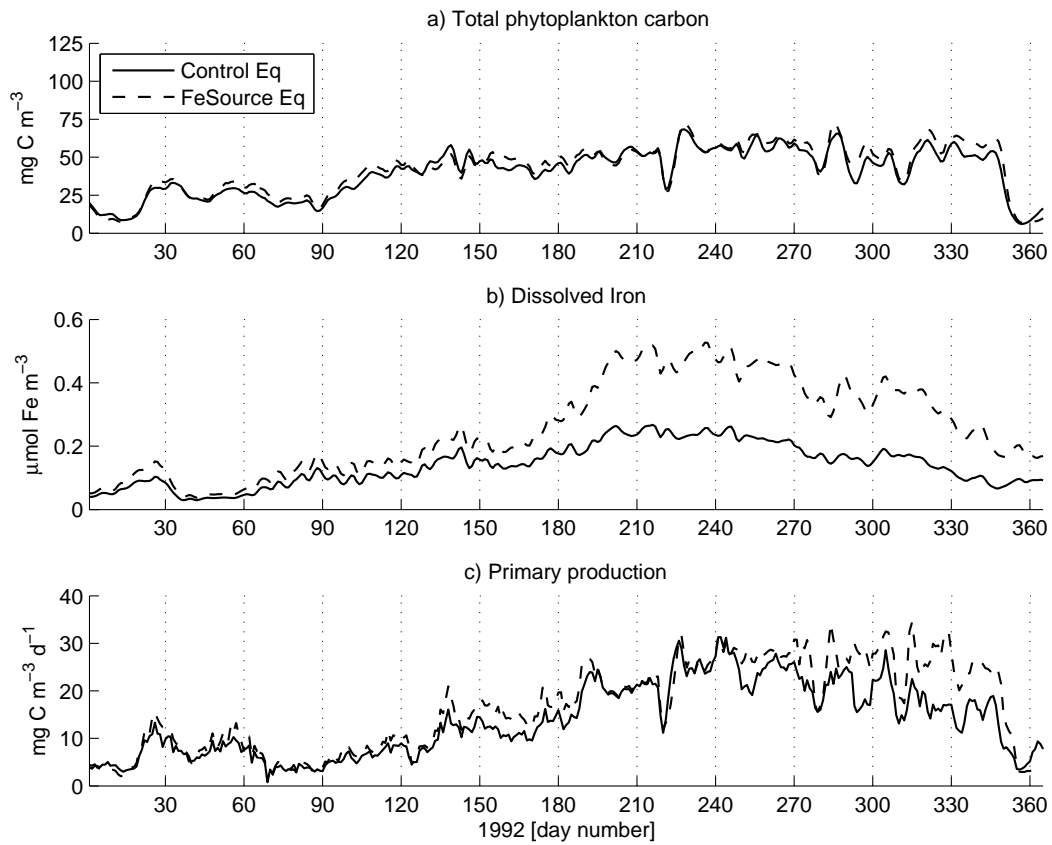 a) Total phytoplankton carbon
mg C m−3
125
100
75
50
25
0
Control Eq
FeSource Eq
30 60 90 120 150 180 210 240 270 300 330 360
b) Dissolved Iron
μmol Fe m−3
0.6
0.4
0.2
0
30 60 90 120 150 180 210 240 270 300 330 360
c) Primary production
mg C m−3 d−1
40
30
20
10
0
30 60 90 120 150 180 210 240 270 300 330 360
1992 [day number]